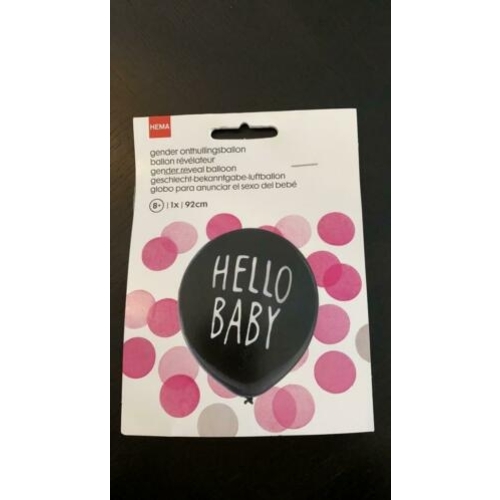 HEMA
gender onthullingsballon
ballon révélateur
gender reveal balloon
geschlecht-bekanntgabe-luftballon
globo para anunciar el sexo del bebé
8+ | 1x | 92cm
HELLO
BABY